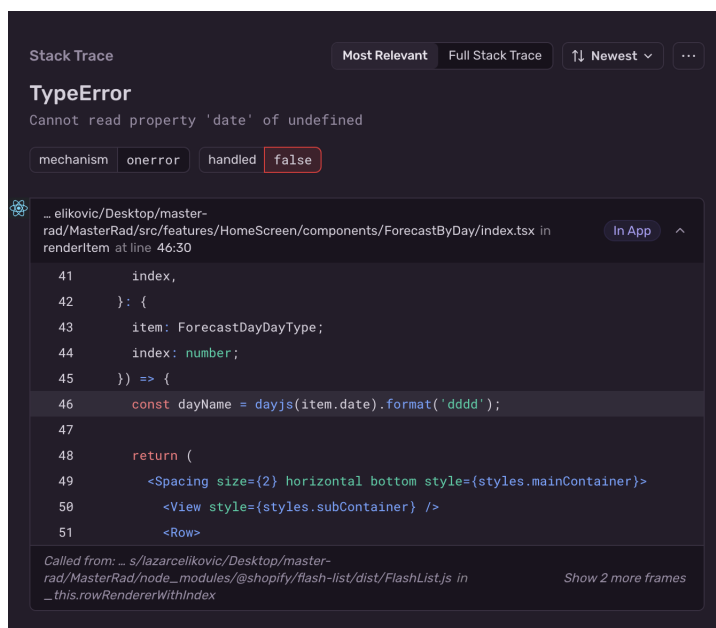 Stack Trace
Most Relevant
Full Stack Trace
Newest
...
TypeError
Cannot read property 'date' of undefined
mechanism onerror
handled false
… elikovic/Desktop/master-
rad/MasterRad/src/features/HomeScreen/components/ForecastByDay/index.tsx in
renderItem at line 46:30
In App
41 index,
42 }: {
43 item: ForecastDayDayType;
44 index: number;
45 }) => {
46 const dayName = dayjs(item.date).format('dddd');
47
48 return (
49 <Spacing size={2} horizontal bottom style={styles.mainContainer}>
50 <View style={styles.subContainer} />
51 <Row>
Called from: … s/lazarcelikovic/Desktop/master-
rad/MasterRad/node_modules/@shopify/flash-list/dist/FlashList.js in
_this.rowRendererWithIndex
Show 2 more frames